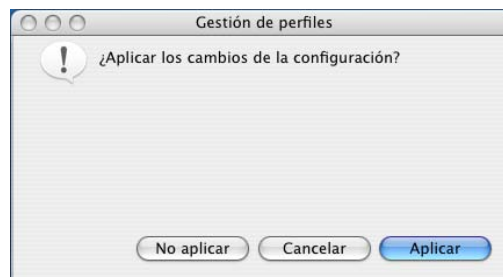 Gestión de perfiles
¿Aplicar los cambios de la configuración?
No aplicar Cancelar Aplicar